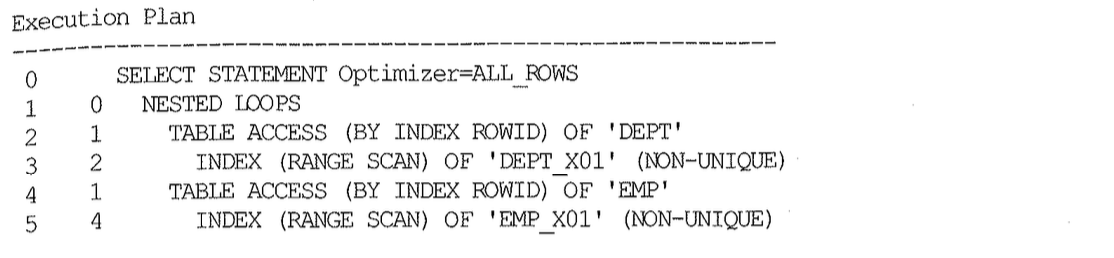 Execution Plan
------------------------------------------------------------
0 SELECT STATEMENT Optimizer=ALL_ROWS
1 0 NESTED LOOPS
2 1 TABLE ACCESS (BY INDEX ROWID) OF 'DEPT'
3 2 INDEX (RANGE SCAN) OF 'DEPT_X01' (NON-UNIQUE)
4 1 TABLE ACCESS (BY INDEX ROWID) OF 'EMP'
5 4 INDEX (RANGE SCAN) OF 'EMP_X01' (NON-UNIQUE)